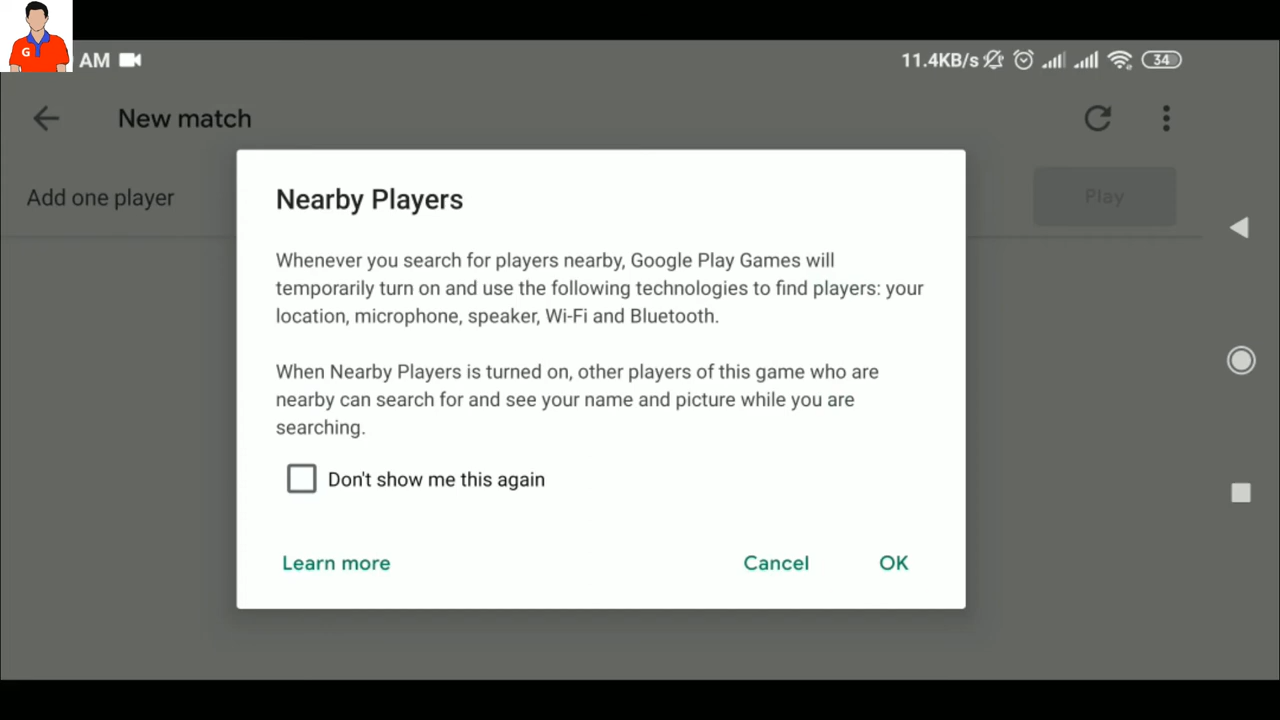 G
AM 11.4KB/s 34
New match
Add one player
Play
Nearby Players
Whenever you search for players nearby, Google Play Games will
temporarily turn on and use the following technologies to find players: your
location, microphone, speaker, Wi-Fi and Bluetooth.
When Nearby Players is turned on, other players of this game who are
nearby can search for and see your name and picture while you are
searching.
Don't show me this again
Learn more Cancel OK